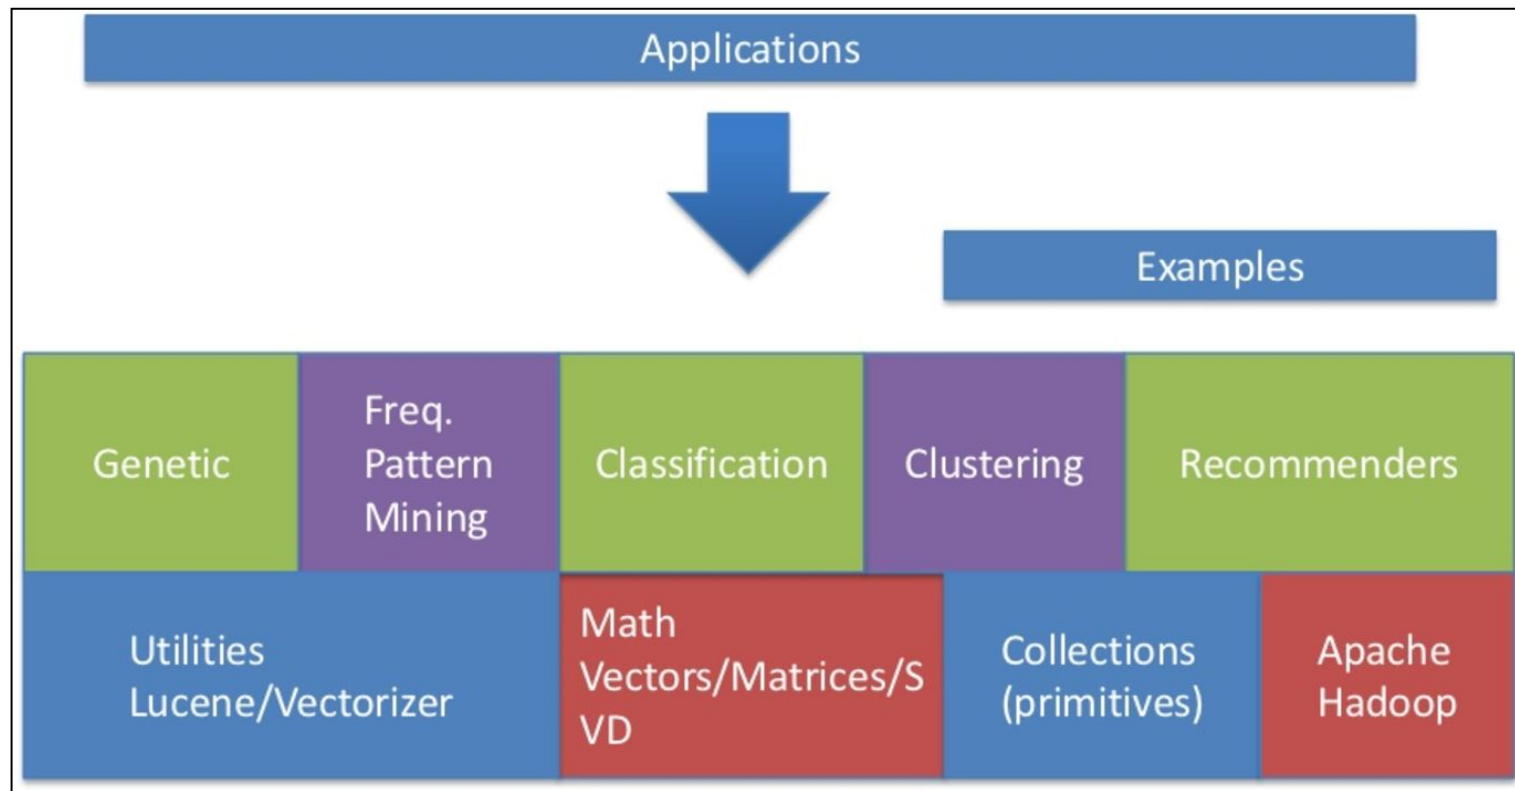 Applications
Examples
Genetic
Freq.
Pattern
Mining
Classification
Clustering
Recommenders
Utilities
Lucene/Vectorizer
Math
Vectors/Matrices/S
VD
Collections
(primitives)
Apache
Hadoop